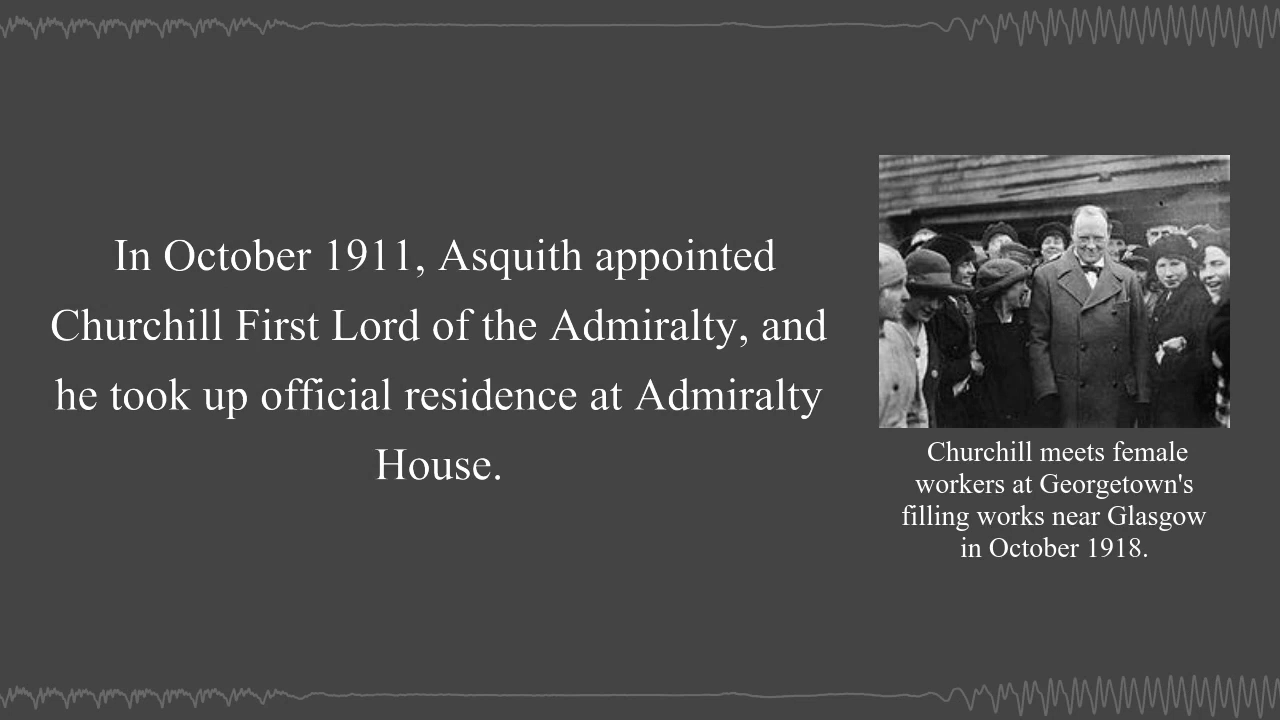 In October 1911, Asquith appointed
Churchill First Lord of the Admiralty, and
he took up official residence at Admiralty
House.
Churchill meets female
workers at Georgetown's
filling works near Glasgow
in October 1918.